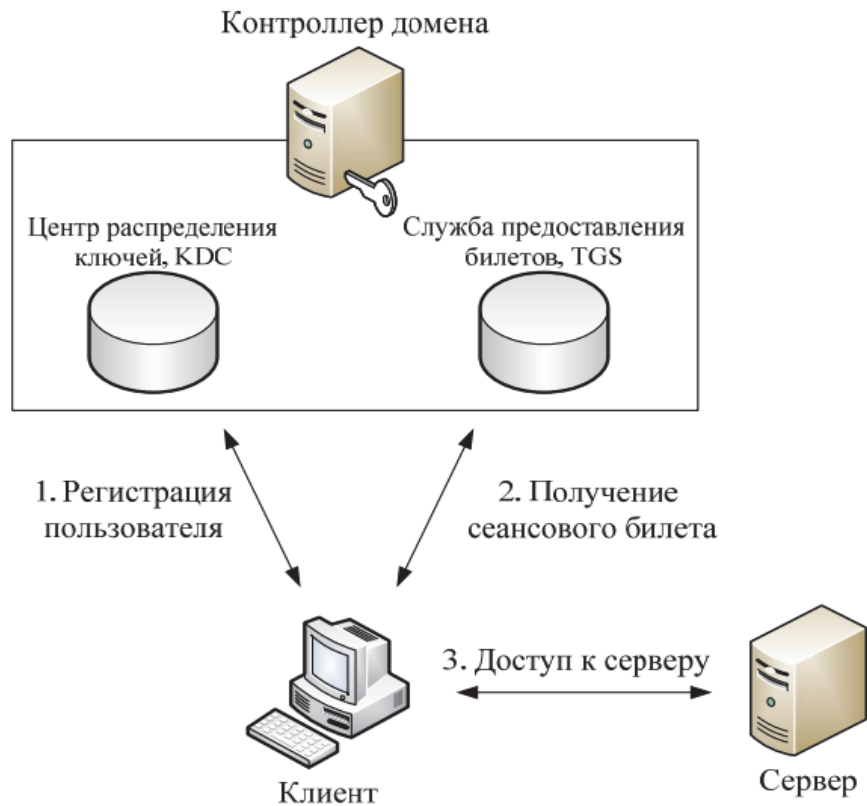 Контроллер домена
Центр распределения
ключей, KDC
Служба предоставления
билетов, TGS
1. Регистрация
пользователя
2. Получение
сеансового билета
3. Доступ к серверу
Клиент
Сервер